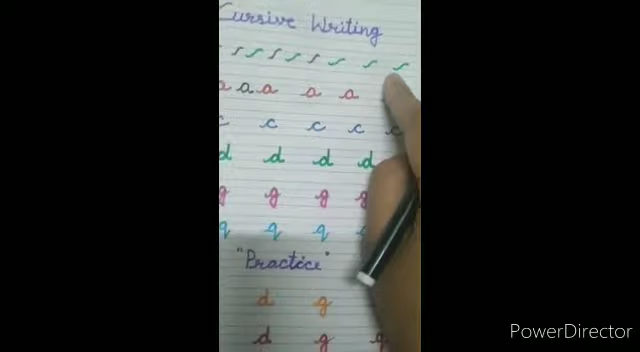 Cursive Writing
a a a a a
c c c c c
d d d d
g g g g
q q q
"Practice"
d g
d g g
PowerDirector